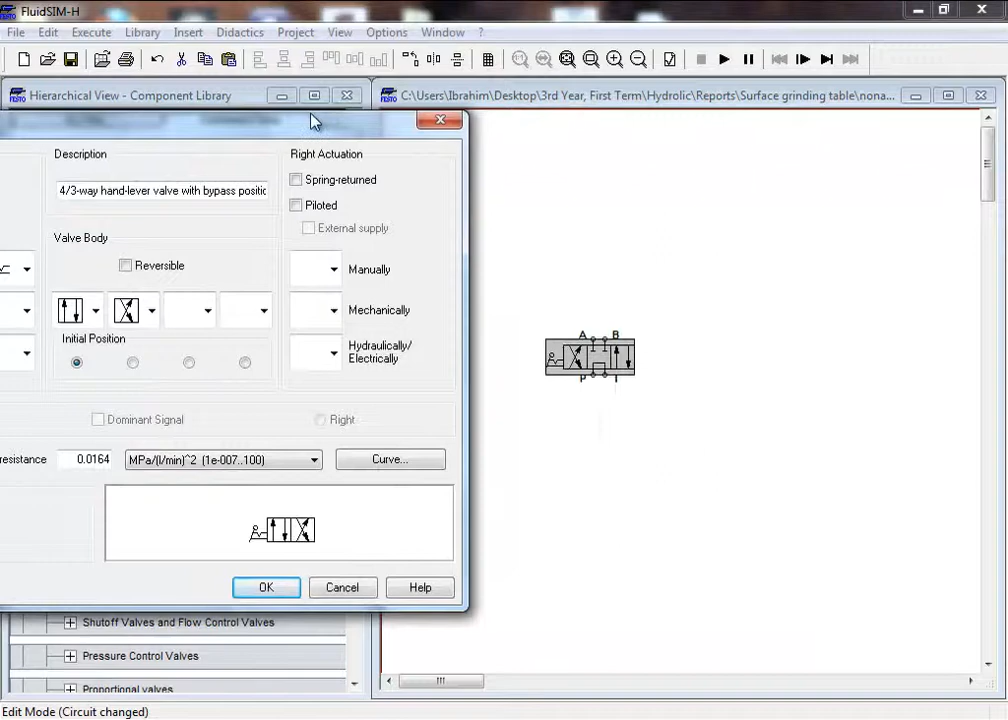 FluidSIM-H
File Edit Execute Library Insert Didactics Project View Options Window ?
Hierarchical View - Component Library
C:\Users\Ibrahim\Desktop\3rd Year, First Term\Hydrolic\Reports\Surface grinding table\nona...
Description
Right Actuation
4/3-way hand-lever valve with bypass positic
Spring-returned
Piloted
External supply
Valve Body
Reversible
Manually
Mechanically
Initial Position
Hydraulically/
Electrically
A B
P T
Dominant Signal
Right
resistance 0.0164 MPa/(l/min)^2 (1e-007..100) Curve...
OK Cancel Help
Shutoff Valves and Flow Control Valves
Pressure Control Valves
Proportional valves
Edit Mode (Circuit changed)